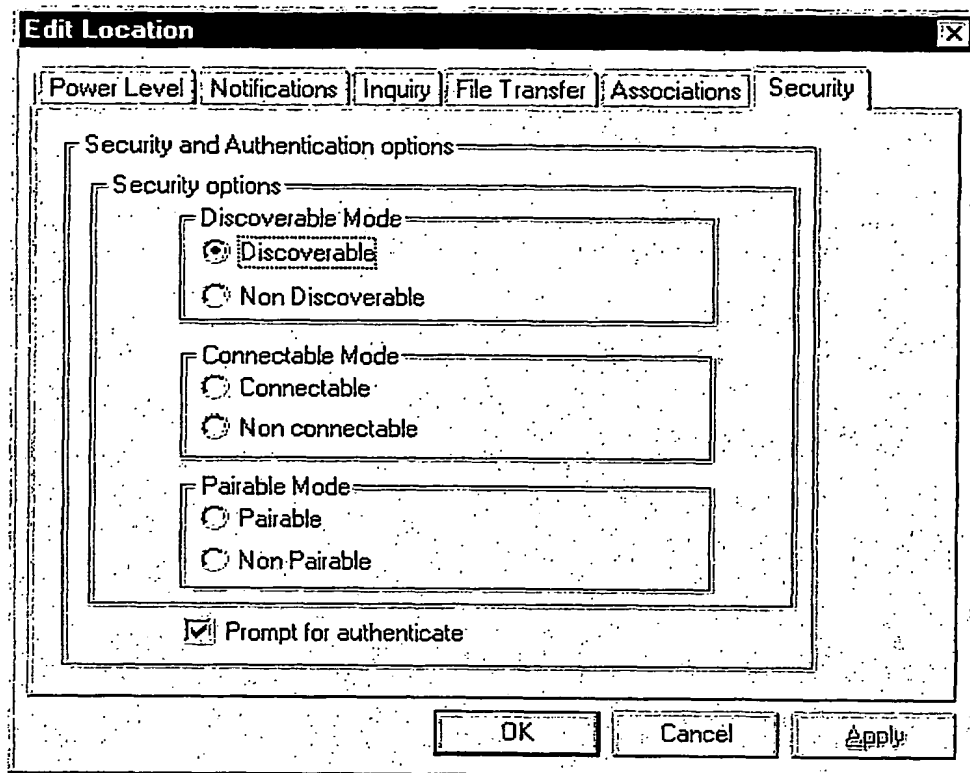 Edit Location
Power Level Notifications Inquiry File Transfer Associations Security
Security and Authentication options
Security options
Discoverable Mode
Discoverable
Non Discoverable
Connectable Mode
Connectable
Non connectable
Pairable Mode
Pairable
Non Pairable
Prompt for authenticate
OK Cancel Apply